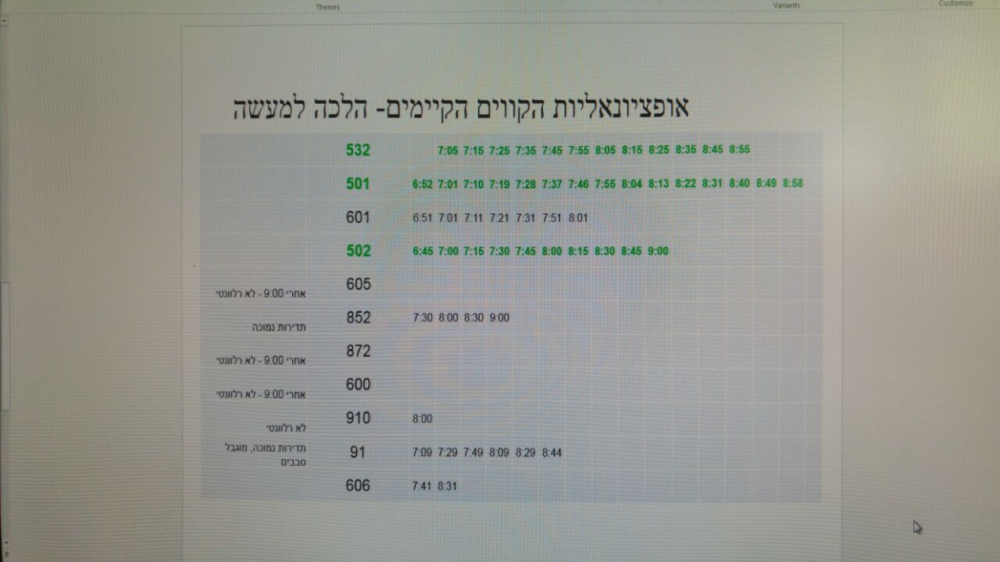 Themes Variants Customize
אופציונאליות הקווים הקיימים- הלכה למעשה
532 7:05 7:15 7:25 7:35 7:45 7:55 8:05 8:15 8:25 8:35 8:45 8:55
501 6:52 7:01 7:10 7:19 7:28 7:37 7:46 7:55 8:04 8:13 8:22 8:31 8:40 8:49 8:58
601 6:51 7:01 7:11 7:21 7:31 7:51 8:01
502 6:45 7:00 7:15 7:30 7:45 8:00 8:15 8:30 8:45 9:00
605 אחרי 9:00 - לא רלוונטי
852 תדירות נמוכה 7:30 8:00 8:30 9:00
872 אחרי 9:00 - לא רלוונטי
600 אחרי 9:00 - לא רלוונטי
910 לא רלוונטי 8:00
91 תדירות נמוכה, מוגבל 7:09 7:29 7:49 8:09 8:29 8:44
סבבים
606 7:41 8:31